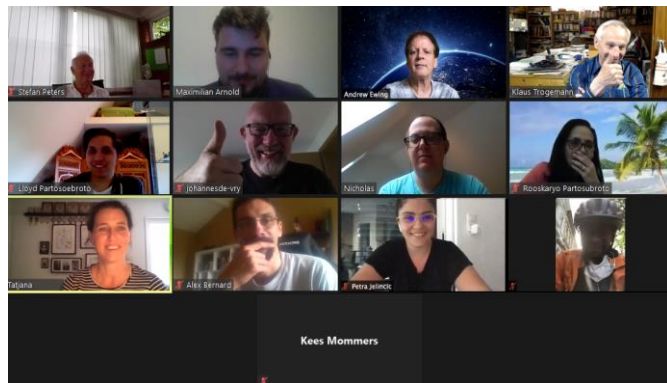 Stefan Peters
Maximilian Arnold
Andrew Ewing
Klaus Trogemann
Lloyd Partosoebroto
johannesde-vry
Nicholas
Rooskaryo Partosubroto
Tatjana
Alex Bernard
Petra Jelincic
Kees Mommers